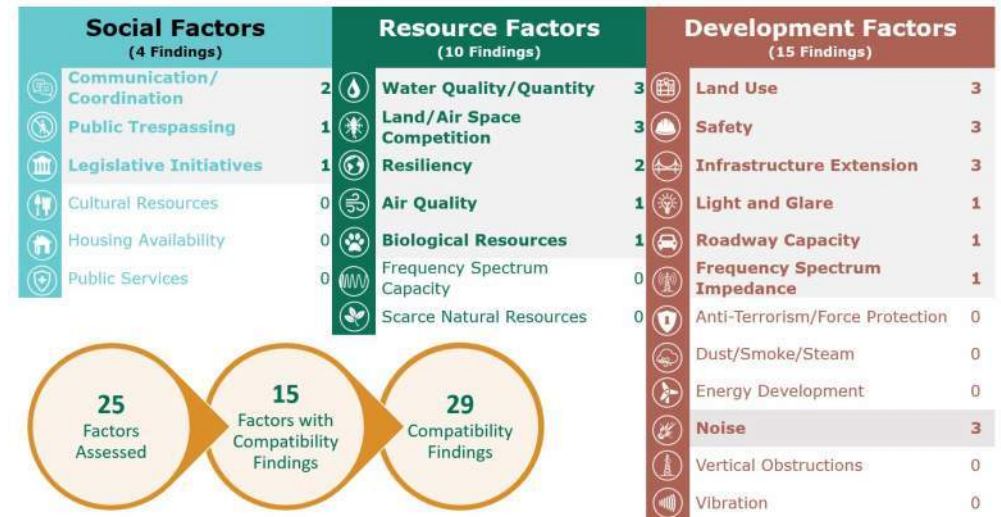 Social Factors
(4 Findings)
Communication/
Coordination 2
Public Trespassing 1
Legislative Initiatives 1
Cultural Resources 0
Housing Availability 0
Public Services 0
Resource Factors
(10 Findings)
Water Quality/Quantity 3
Land/Air Space
Competition 3
Resiliency 2
Air Quality 1
Biological Resources 1
Frequency Spectrum
Capacity 0
Scarce Natural Resources 0
Development Factors
(15 Findings)
Land Use 3
Safety 3
Infrastructure Extension 3
Light and Glare 1
Roadway Capacity 1
Frequency Spectrum
Impedance 1
Anti-Terrorism/Force Protection 0
Dust/Smoke/Steam 0
Energy Development 0
Noise 3
Vertical Obstructions 0
Vibration 0
25
Factors
Assessed
15
Factors with
Compatibility
Findings
29
Compatibility
Findings